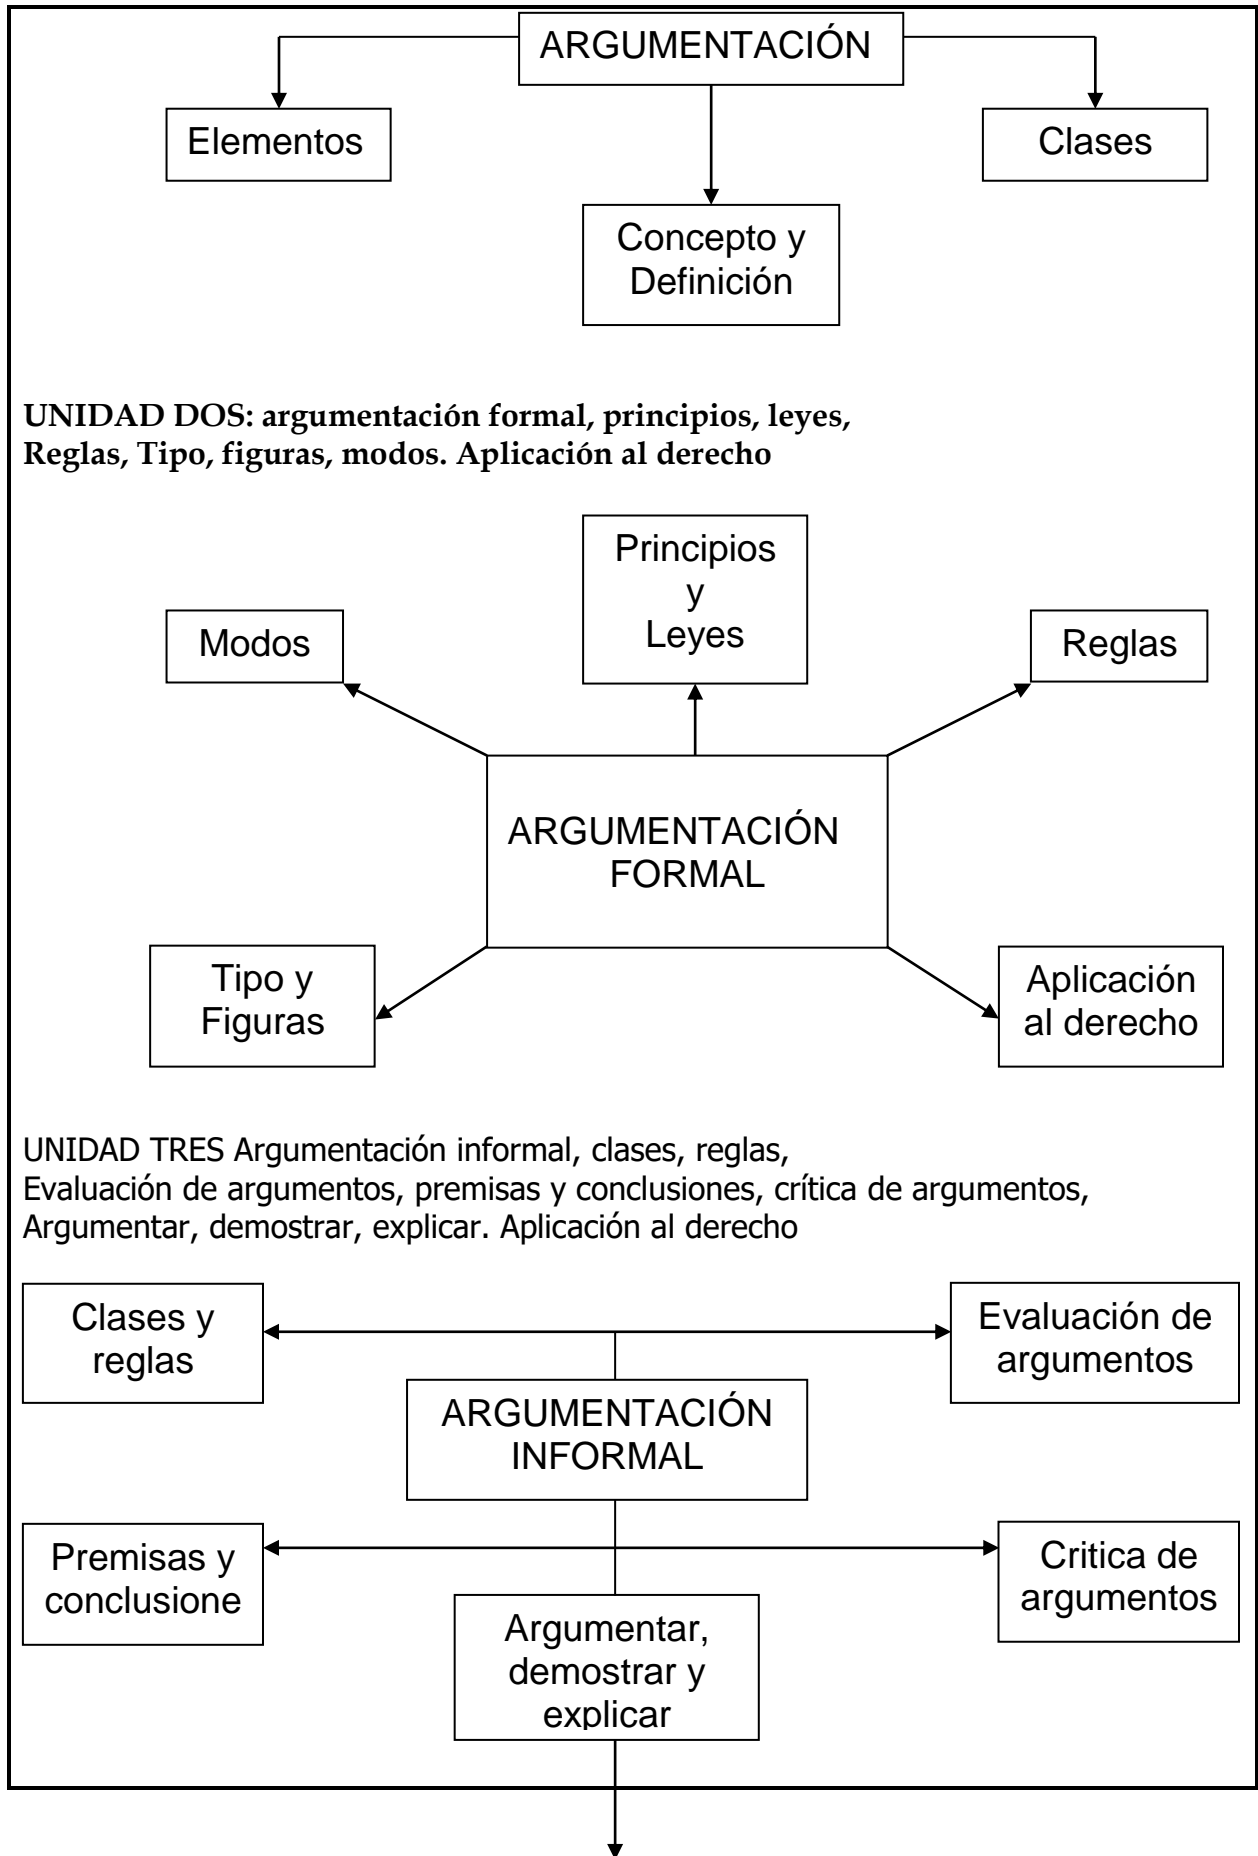 ARGUMENTACIÓN
Elementos
Clases
Concepto y
Definición
UNIDAD DOS: argumentación formal, principios, leyes,
Reglas, Tipo, figuras, modos. Aplicación al derecho
Principios
y
Leyes
Modos
Reglas
ARGUMENTACIÓN
FORMAL
Tipo y
Figuras
Aplicación
al derecho
UNIDAD TRES Argumentación informal, clases, reglas,
Evaluación de argumentos, premisas y conclusiones, crítica de argumentos,
Argumentar, demostrar, explicar. Aplicación al derecho
Clases y
reglas
Evaluación de
argumentos
ARGUMENTACIÓN
INFORMAL
Premisas y
conclusione
Critica de
argumentos
Argumentar,
demostrar y
explicar